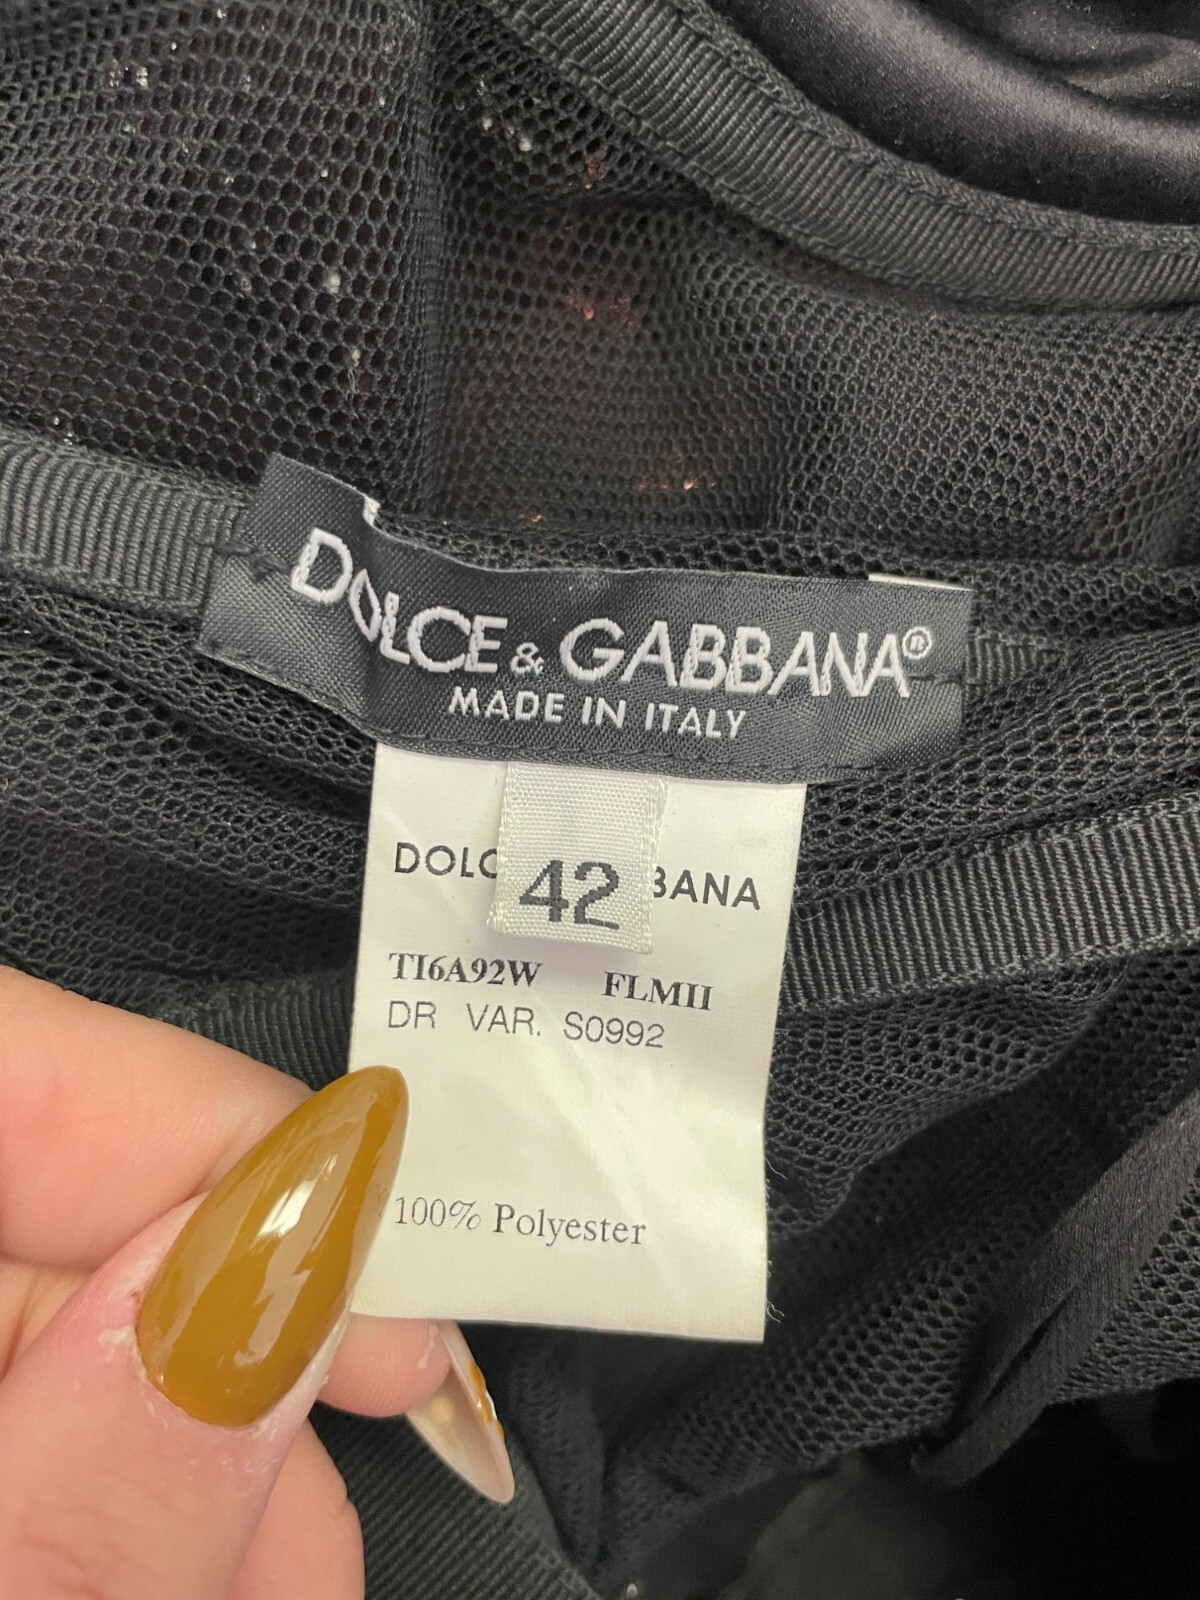 DOLCE & GABBANA®
MADE IN ITALY
42
DOLC BANA
TI6A92W FLMII
DR VAR. S0992
100% Polyester